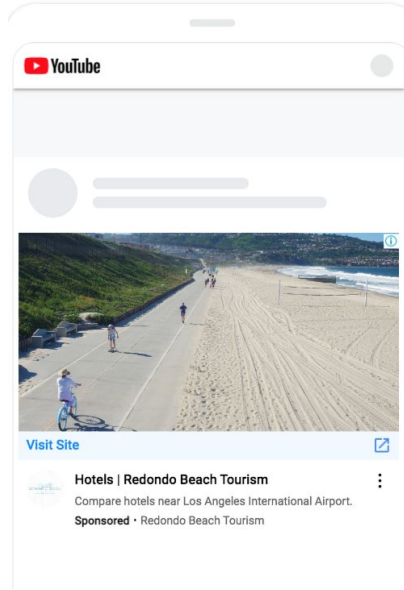 YouTube
Visit Site
Hotels | Redondo Beach Tourism
Compare hotels near Los Angeles International Airport.
Sponsored • Redondo Beach Tourism